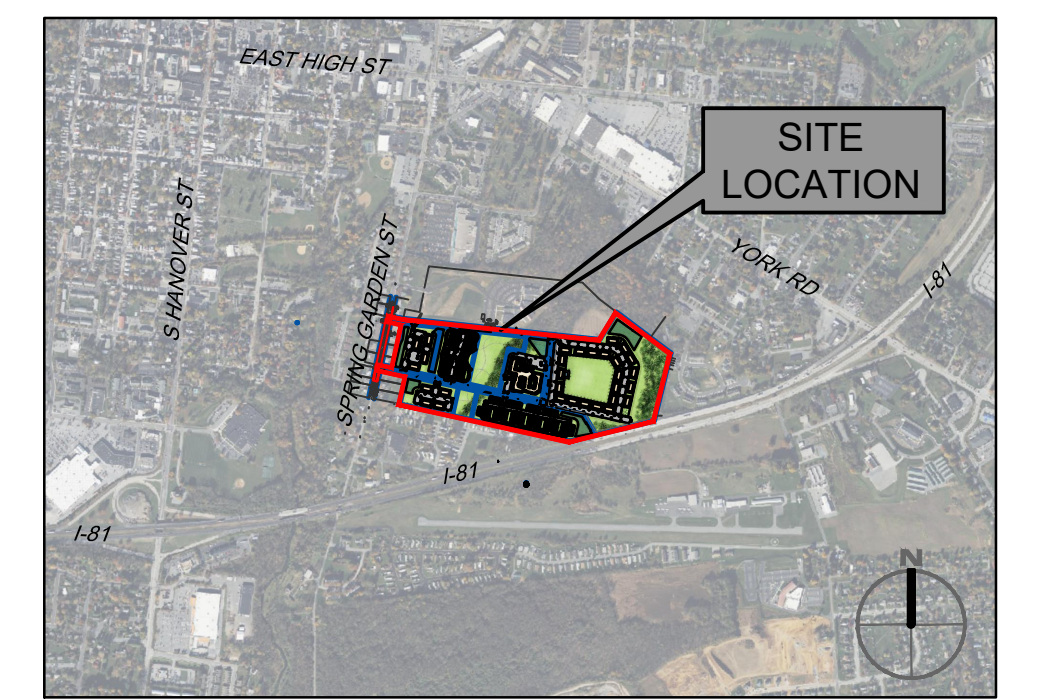 EAST HIGH ST
SITE
LOCATION
S HANOVER ST
SPRING GARDEN ST
YORK RD
I-81
I-81
I-81
N